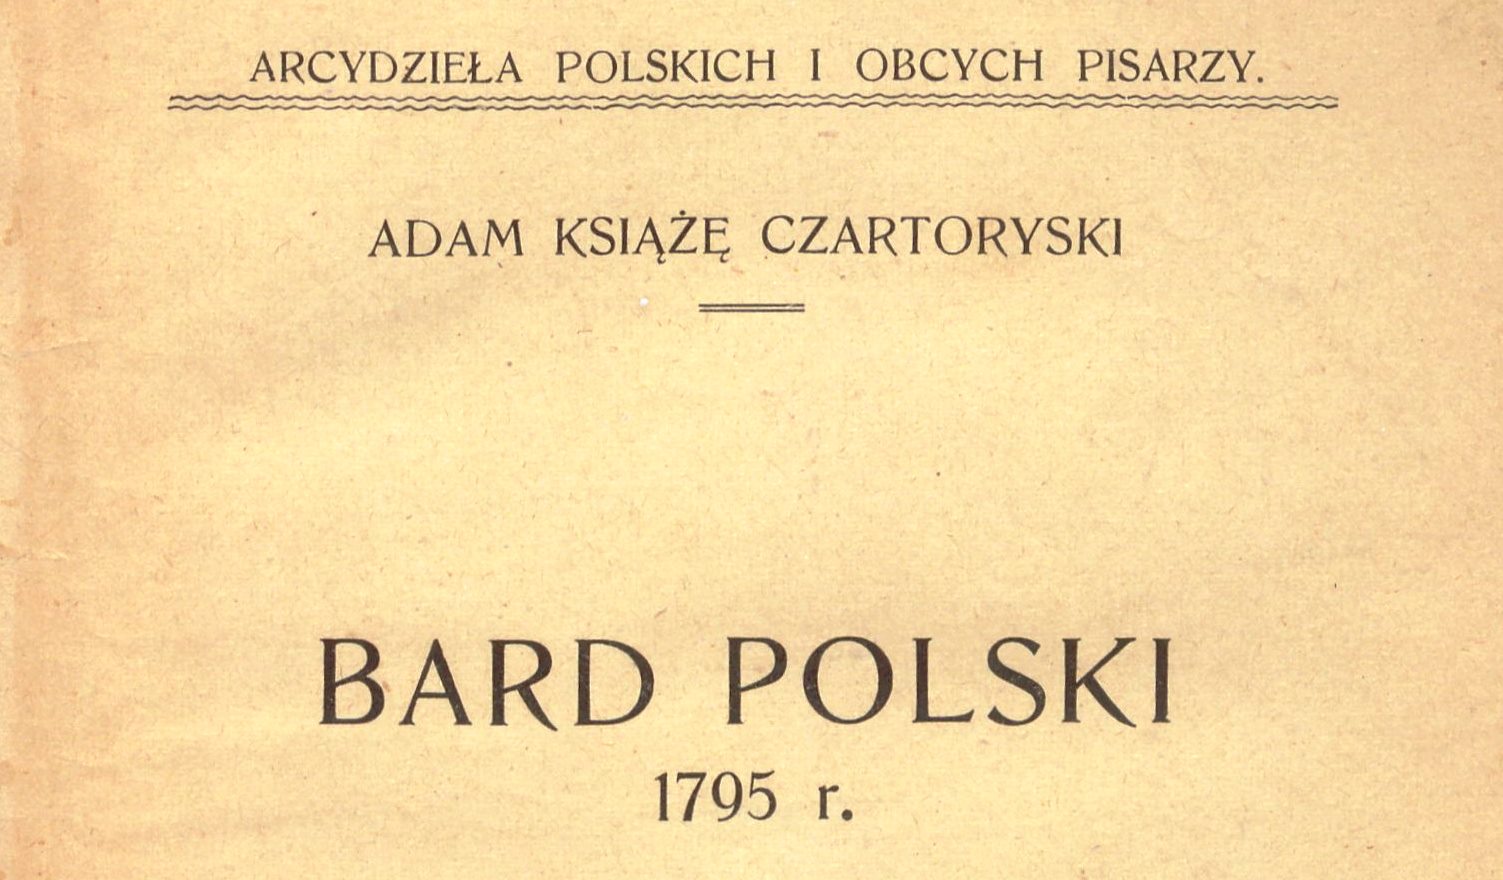 ARCYDZIEŁA POLSKICH I OBCYCH PISARZY.
ADAM KSIĄŻĘ CZARTORYSKI
BARD POLSKI
1795 r.